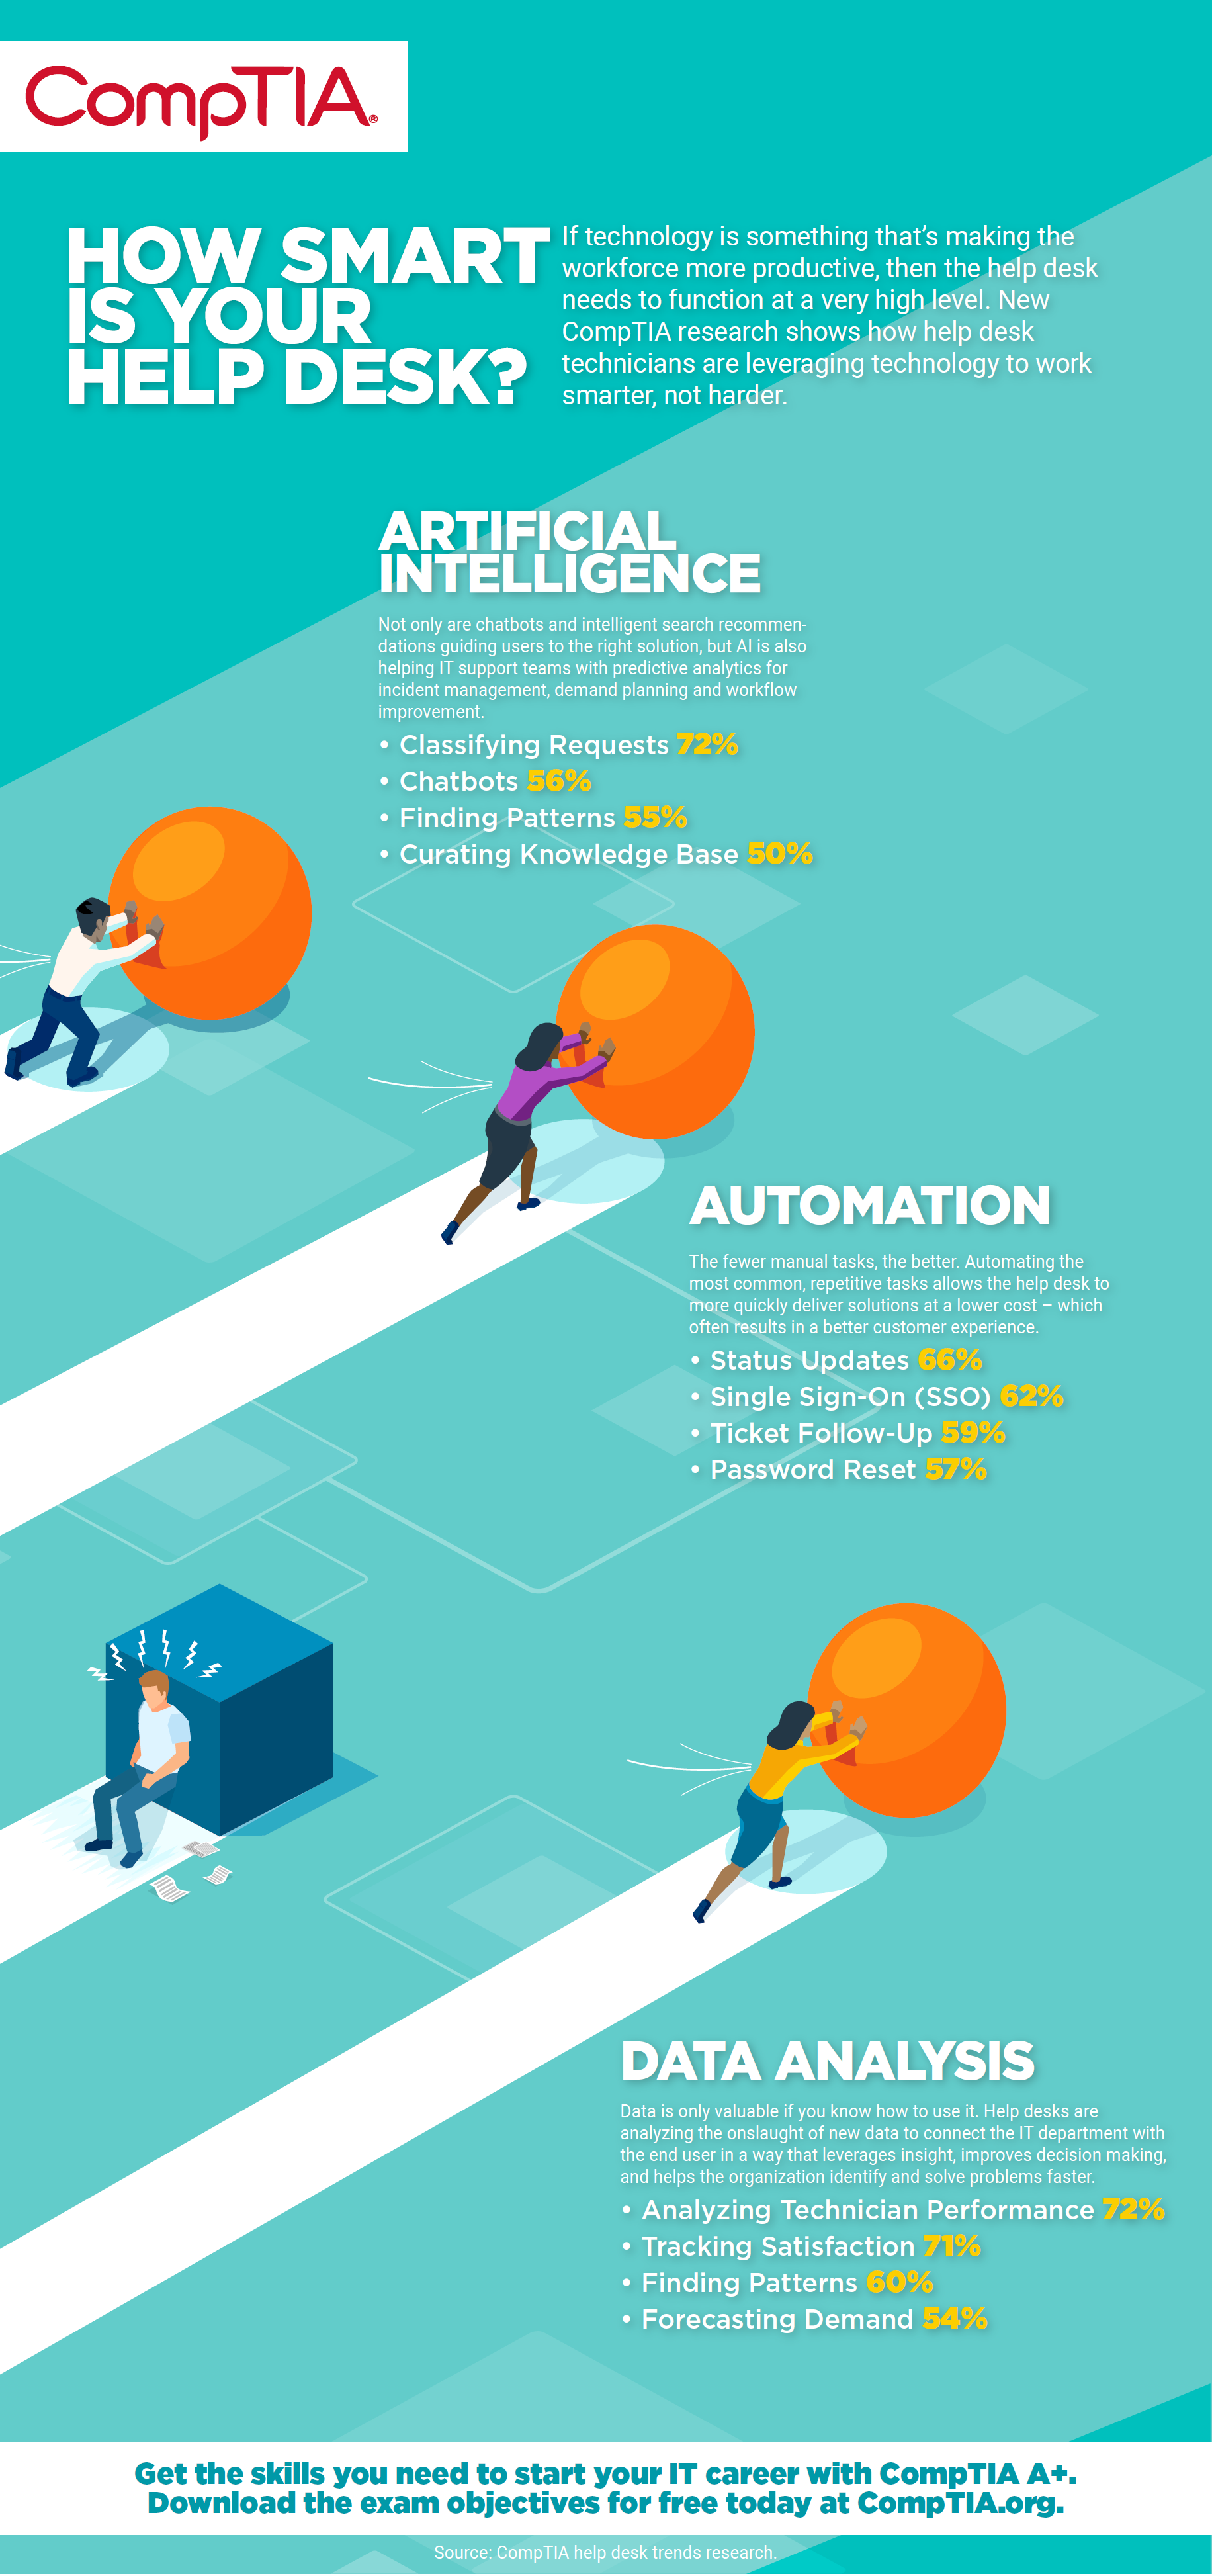 CompTIA®
HOW SMART
IS YOUR
HELP DESK?
If technology is something that's making the
workforce more productive, then the help desk
needs to function at a very high level. New
CompTIA research shows how help desk
technicians are leveraging technology to work
smarter, not harder.
ARTIFICIAL
INTELLIGENCE
Not only are chatbots and intelligent search recommen-
dations guiding users to the right solution, but AI is also
helping IT support teams with predictive analytics for
incident management, demand planning and workflow
improvement.
• Classifying Requests 72%
• Chatbots 56%
• Finding Patterns 55%
• Curating Knowledge Base 50%
AUTOMATION
The fewer manual tasks, the better. Automating the
most common, repetitive tasks allows the help desk to
more quickly deliver solutions at a lower cost – which
often results in a better customer experience.
• Status Updates 66%
• Single Sign-On (SSO) 62%
• Ticket Follow-Up 59%
• Password Reset 57%
DATA ANALYSIS
Data is only valuable if you know how to use it. Help desks are
analyzing the onslaught of new data to connect the IT department with
the end user in a way that leverages insight, improves decision making,
and helps the organization identify and solve problems faster.
• Analyzing Technician Performance 72%
• Tracking Satisfaction 71%
• Finding Patterns 60%
• Forecasting Demand 54%
Get the skills you need to start your IT career with CompTIA A+.
Download the exam objectives for free today at CompTIA.org.
Source: CompTIA help desk trends research.